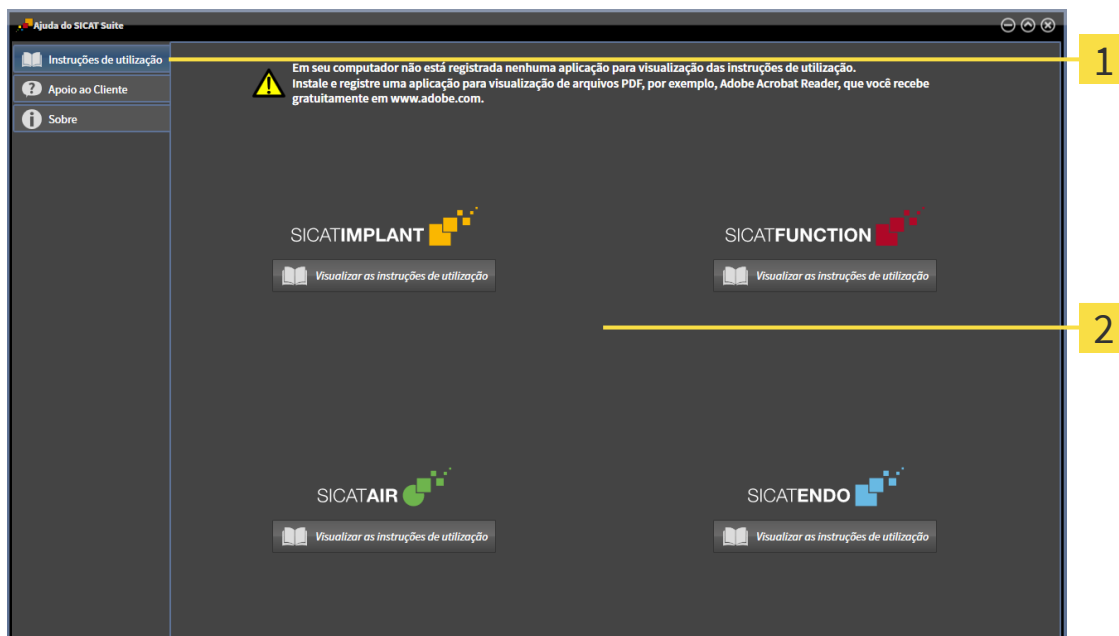 Ajuda do SICAT Suite
Instruções de utilização
Apoio ao Cliente
Sobre
Em seu computador não está registrada nenhuma aplicação para visualização das instruções de utilização.
Instale e registre uma aplicação para visualização de arquivos PDF, por exemplo, Adobe Acrobat Reader, que você recebe
gratuitamente em www.adobe.com.
1
SICATIMPLANT
Visualizar as instruções de utilização
SICATFUNCTION
Visualizar as instruções de utilização
2
SICATAIR
Visualizar as instruções de utilização
SICATENDO
Visualizar as instruções de utilização